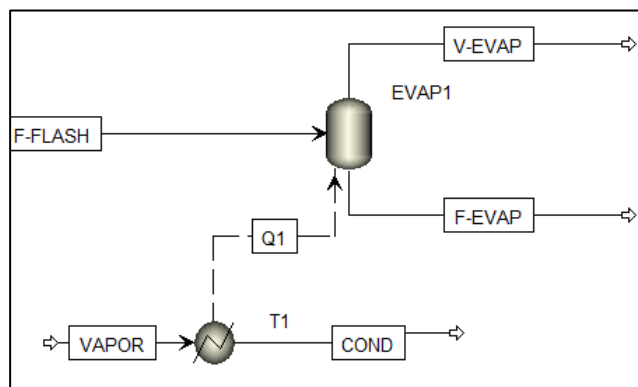 V-EVAP
EVAP1
F-FLASH
F-EVAP
Q1
T1
VAPOR
COND